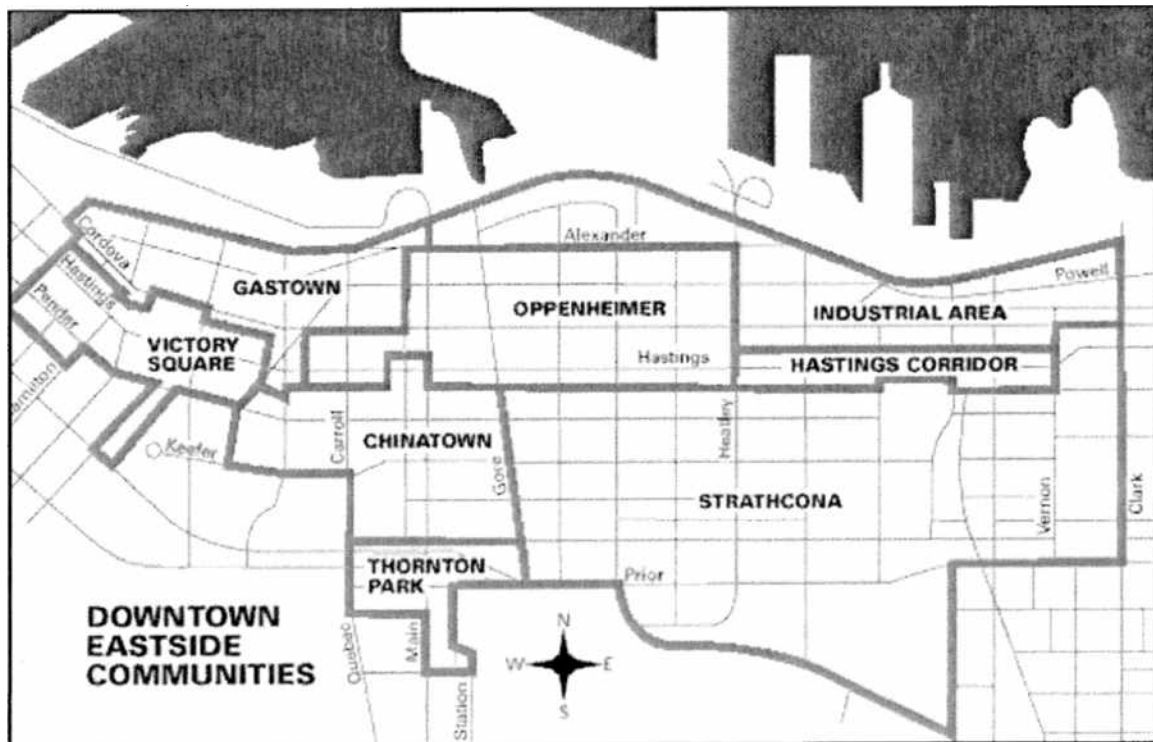 Alexander
Cordova
Powell
GASTOWN
Hastings
OPPENHEIMER
INDUSTRIAL AREA
Pender
VICTORY
SQUARE
Hastings
HASTINGS CORRIDOR
Carroll
CHINATOWN
Gore
Heatley
Keefer
STRATHCONA
Vernon
Clark
THORNTON
PARK
Prior
DOWNTOWN
EASTSIDE
COMMUNITIES
Quebec
Main
Station
N
W
E
S